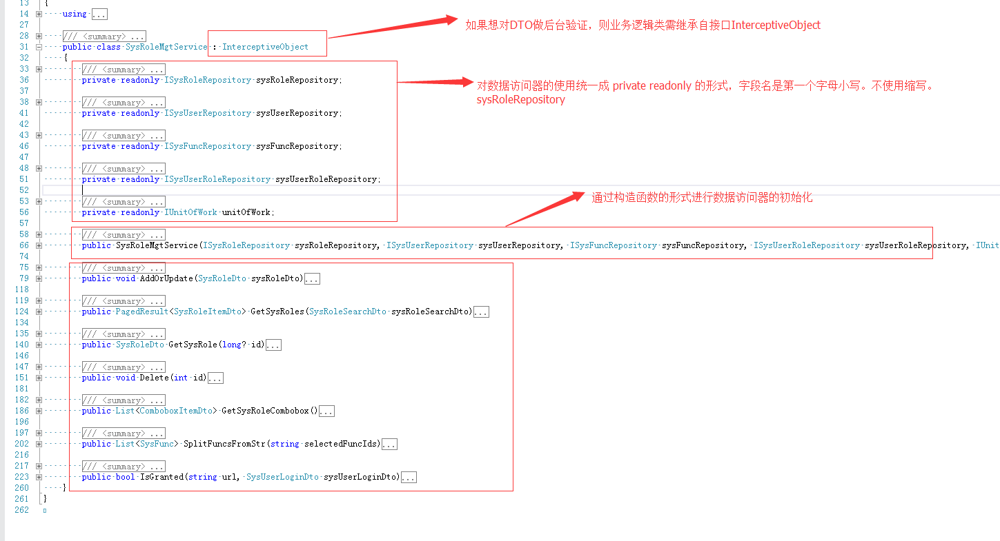 13 {
14 using ...
27
28 /// <summary> ...
如果想对DTO做后台验证，则业务逻辑类需继承自接口InterceptiveObject
31 public class SysRoleMgtService : InterceptiveObject
32 {
33 /// <summary> ...
36 private readonly ISysRoleRepository sysRoleRepository;
对数据访问器的使用统一成 private readonly 的形式，字段名是第一个字母小写。不使用缩写。
sysRoleRepository
37
38 /// <summary> ...
41 private readonly ISysUserRepository sysUserRepository;
42
43 /// <summary> ...
46 private readonly ISysFuncRepository sysFuncRepository;
47
48 /// <summary> ...
51 private readonly ISysUserRoleRepository sysUserRoleRepository;
52
通过构造函数的形式进行数据访问器的初始化
53 /// <summary> ...
56 private readonly IUnitOfWork unitOfWork;
57
58 /// <summary> ...
66 public SysRoleMgtService(ISysRoleRepository sysRoleRepository, ISysUserRepository sysUserRepository, ISysFuncRepository sysFuncRepository, ISysUserRoleRepository sysUserRoleRepository, IUnit
74
75 /// <summary> ...
79 public void AddOrUpdate(SysRoleDto sysRoleDto)...
118
119 /// <summary> ...
124 public PagedResult<SysRoleItemDto> GetSysRoles(SysRoleSearchDto sysRoleSearchDto)...
134
135 /// <summary> ...
140 public SysRoleDto GetSysRole(long? id)...
146
147 /// <summary> ...
151 public void Delete(int id)...
181
182 /// <summary> ...
186 public List<ComboboxItemDto> GetSysRoleCombobox()...
196
197 /// <summary> ...
202 public List<SysFunc> SplitFuncsFromStr(string selectedFuncIds)...
216
217 /// <summary> ...
223 public bool IsGranted(string url, SysUserLoginDto sysUserLoginDto)...
260 }
261 }
262